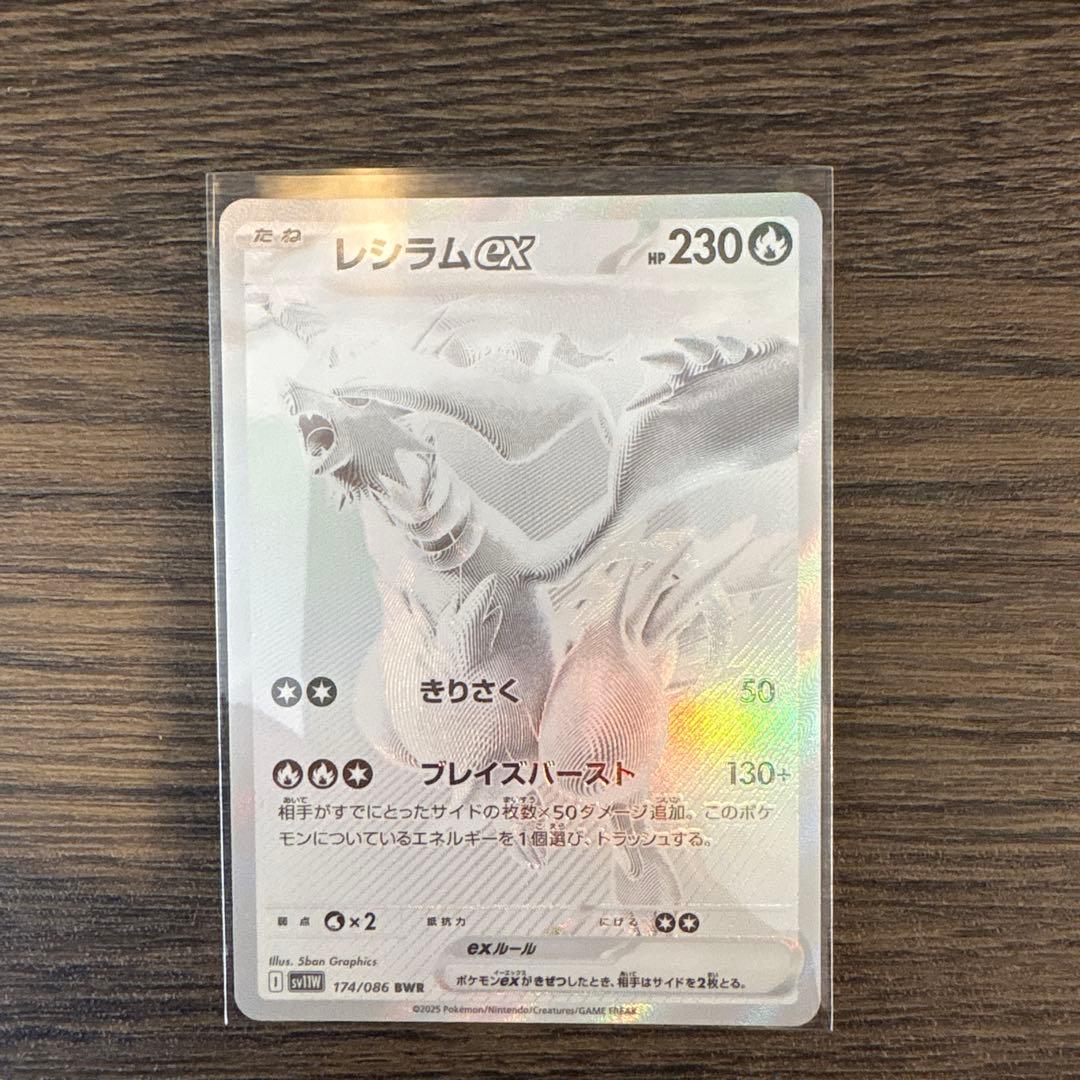 たね レシラムex HP230
きりさく 50
ブレイズバースト 130+
相手がすでにとったサイドの枚数×50ダメージ追加。このポケ
モンについているエネルギーを1個選び、トラッシュする。
弱点 ×2 抵抗力 にげる
exルール
ポケモンexがきぜつしたとき、相手はサイドを2枚とる。
Illus. 5ban Graphics
I sv11W 174/086 BWR
©2025 Pokémon/Nintendo/Creatures/GAME FREAK